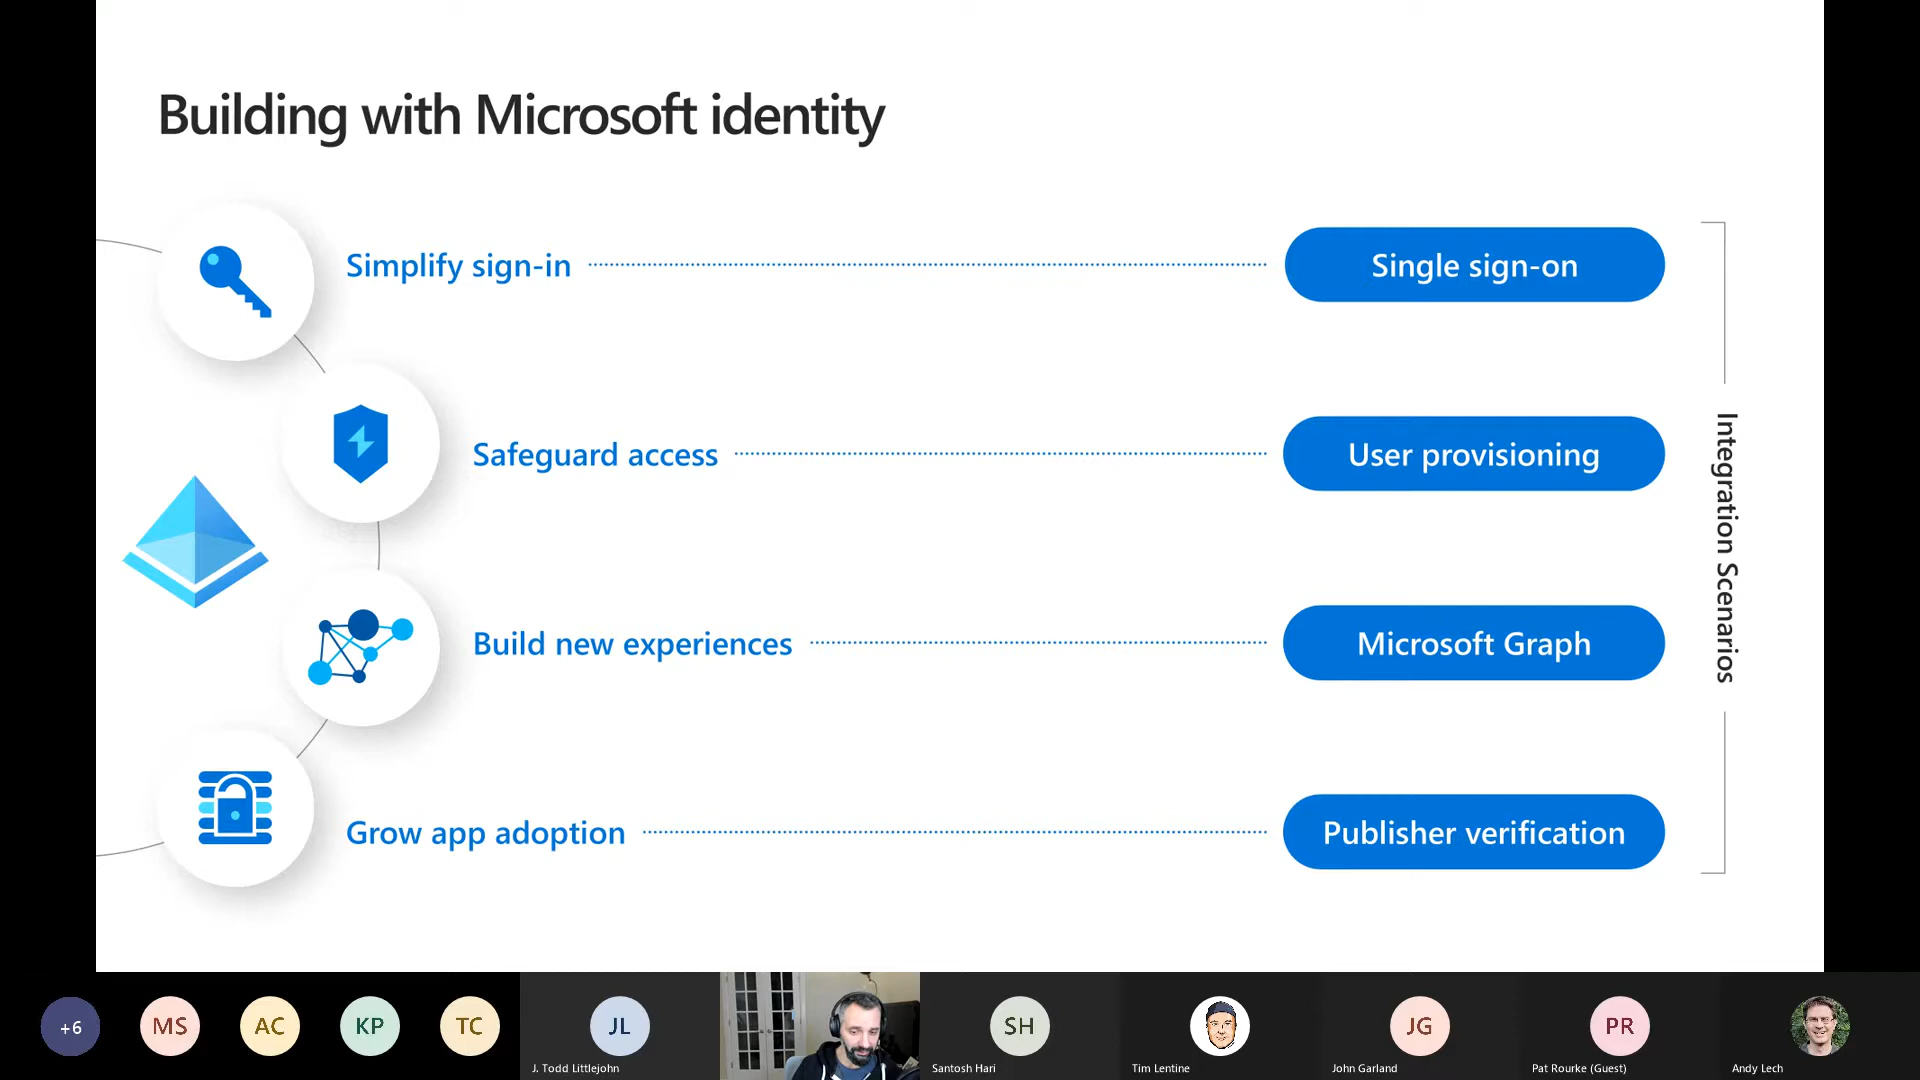 Building with Microsoft identity
Simplify sign-in
Single sign-on
Safeguard access
User provisioning
Build new experiences
Microsoft Graph
Grow app adoption
Publisher verification
Integration Scenarios
+6
MS
AC
KP
TC
JL
J. Todd Littlejohn
SH
Santosh Hari
Tim Lentine
JG
John Garland
PR
Pat Rourke (Guest)
Andy Lech